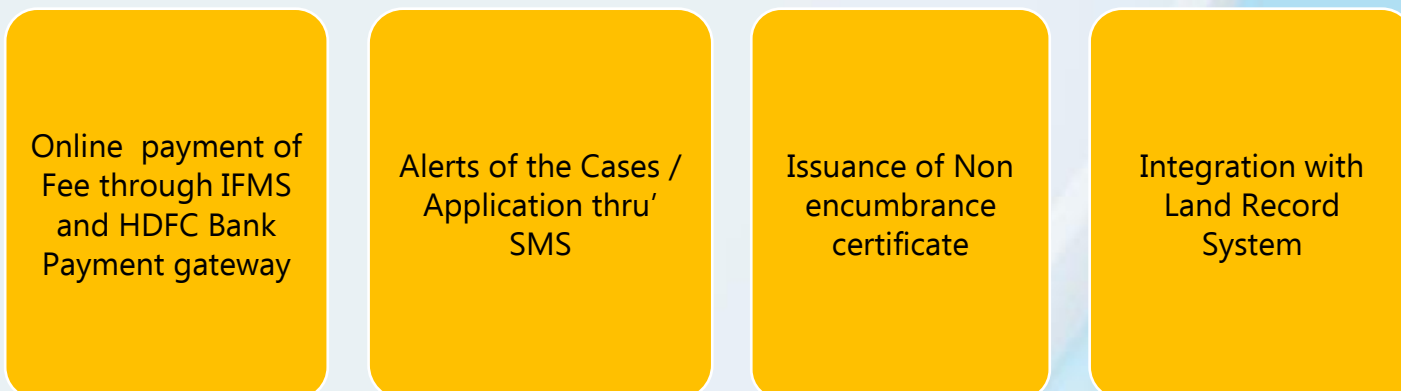 Online payment of
Fee through IFMS
and HDFC Bank
Payment gateway
Alerts of the Cases /
Application thru’
SMS
Issuance of Non
encumbrance
certificate
Integration with
Land Record
System